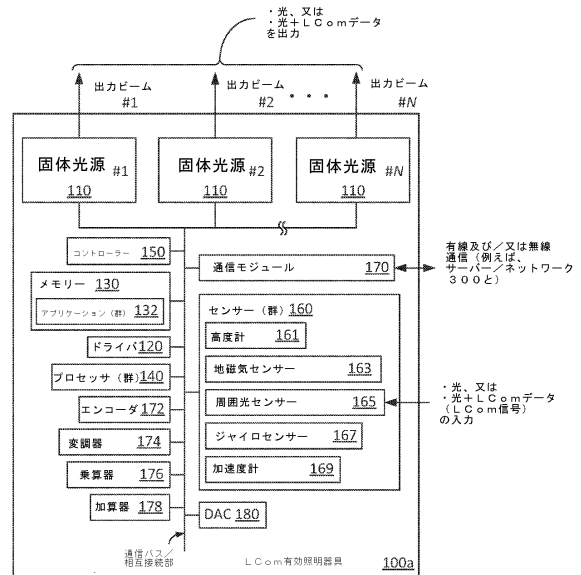 ・光、又は
・光＋ＬＣｏｍデータ
を出力
出力ビーム
#1
出力ビーム
#2
・・・
出力ビーム
#N
固体光源 #1
110
固体光源 #2
110
固体光源 #N
110
コントローラー 150
メモリー 130
アプリケーション（群） 132
ドライバ 120
プロセッサ（群） 140
エンコーダ 172
変調器 174
乗算器 176
加算器 178
通信バス／
相互接続部
通信モジュール 170
有線及び／又は無線
通信（例えば、
サーバー／ネットワーク
３００と）
センサー（群） 160
高度計 161
地磁気センサー 163
周囲光センサー 165
・光、又は
・光＋ＬＣｏｍデータ
（ＬＣｏｍ信号）
の入力
ジャイロセンサー 167
加速度計 169
DAC 180
ＬＣｏｍ有効照明器具
100a